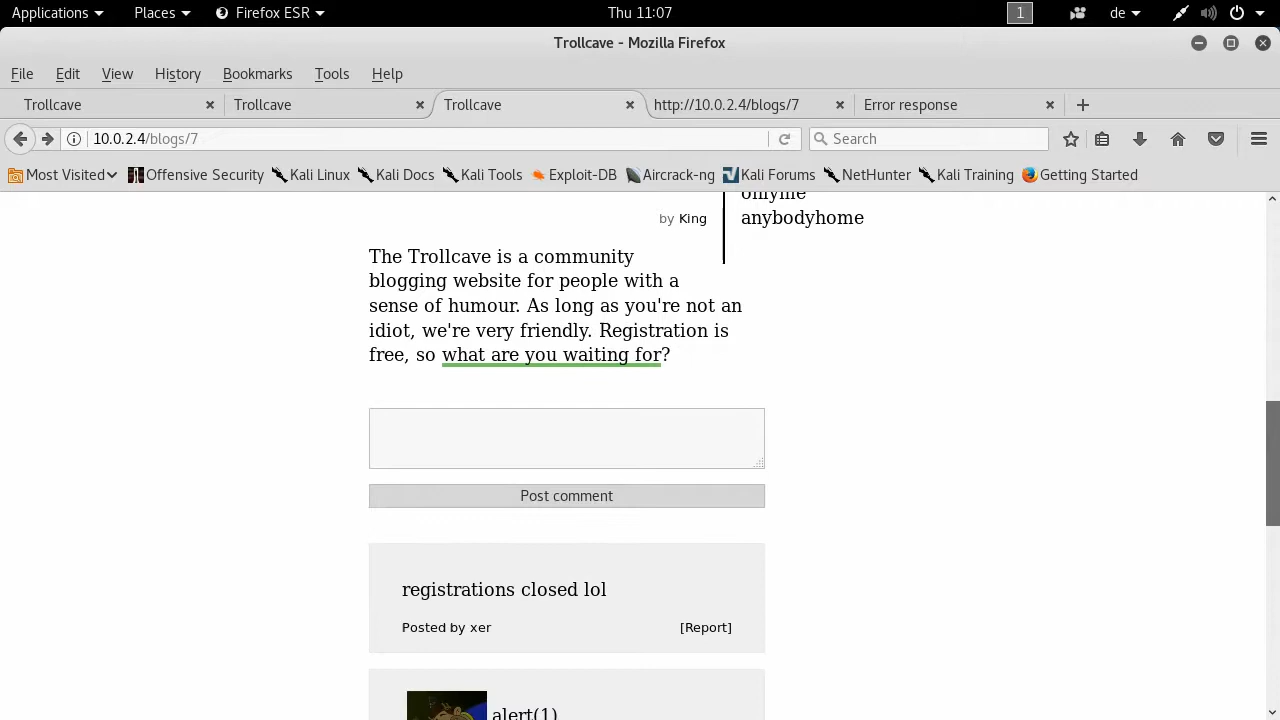 Applications Places Firefox ESR Thu 11:07 1 de
Trollcave - Mozilla Firefox
File Edit View History Bookmarks Tools Help
Trollcave Trollcave Trollcave http://10.0.2.4/blogs/7 Error response
10.0.2.4/blogs/7 Search
Most Visited Offensive Security Kali Linux Kali Docs Kali Tools Exploit-DB Aircrack-ng Kali Forums NetHunter Kali Training Getting Started
onlyme
by King
anybodyhome
The Trollcave is a community
blogging website for people with a
sense of humour. As long as you're not an
idiot, we're very friendly. Registration is
free, so what are you waiting for?
Post comment
registrations closed lol
Posted by xer [Report]
alert(1)